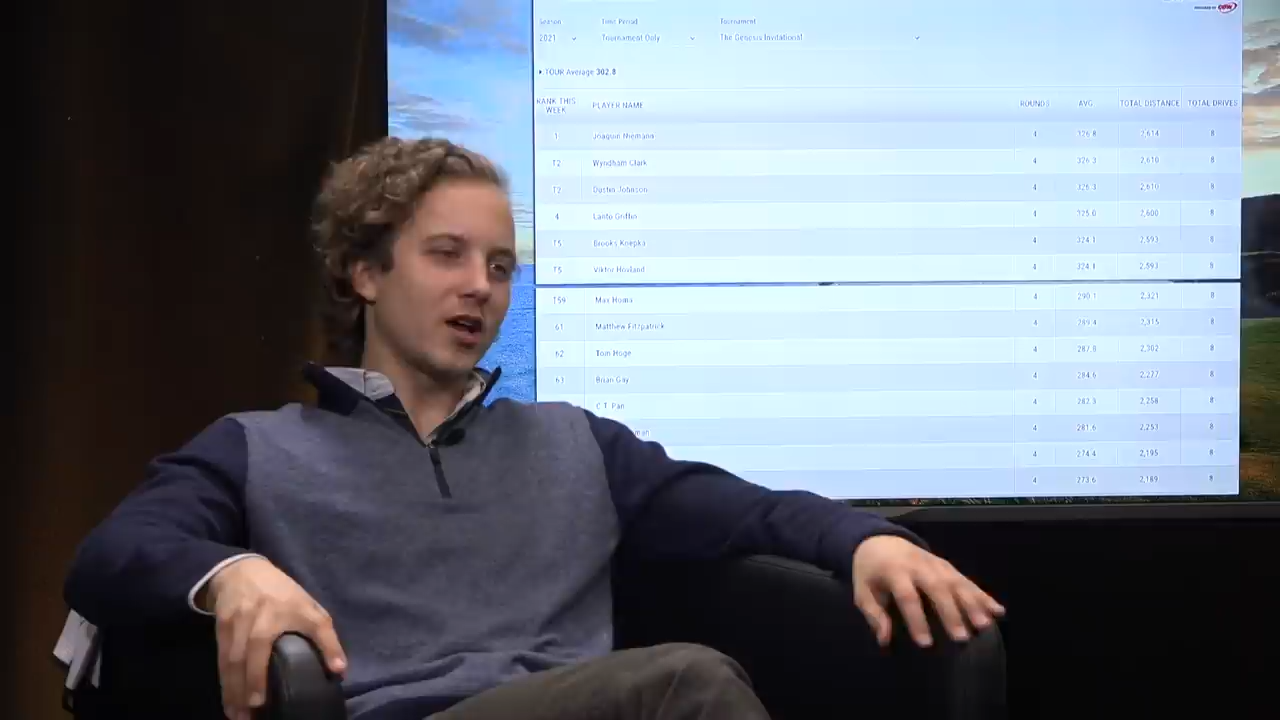 POWERED BY CDW
Season Time Period Tournament
2021 Tournament Only The Genesis Invitational
TOUR Average 302.8
RANK THIS WEEK PLAYER NAME ROUNDS AVG. TOTAL DISTANCE TOTAL DRIVES
1 Joaquin Niemann 4 326.8 2,614 8
T2 Wyndham Clark 4 326.3 2,610 8
T2 Dustin Johnson 4 326.3 2,610 8
4 Lanto Griffin 4 325.0 2,600 8
T5 Brooks Koepka 4 324.1 2,593 8
T5 Viktor Hovland 4 324.1 2,593 8
T59 Max Homa 4 290.1 2,321 8
61 Matthew Fitzpatrick 4 289.4 2,315 8
62 Tom Hoge 4 287.8 2,302 8
63 Brian Gay 4 284.6 2,277 8
C.T. Pan 4 282.3 2,258 8
man 4 281.6 2,253 8
4 274.4 2,195 8
4 273.6 2,189 8